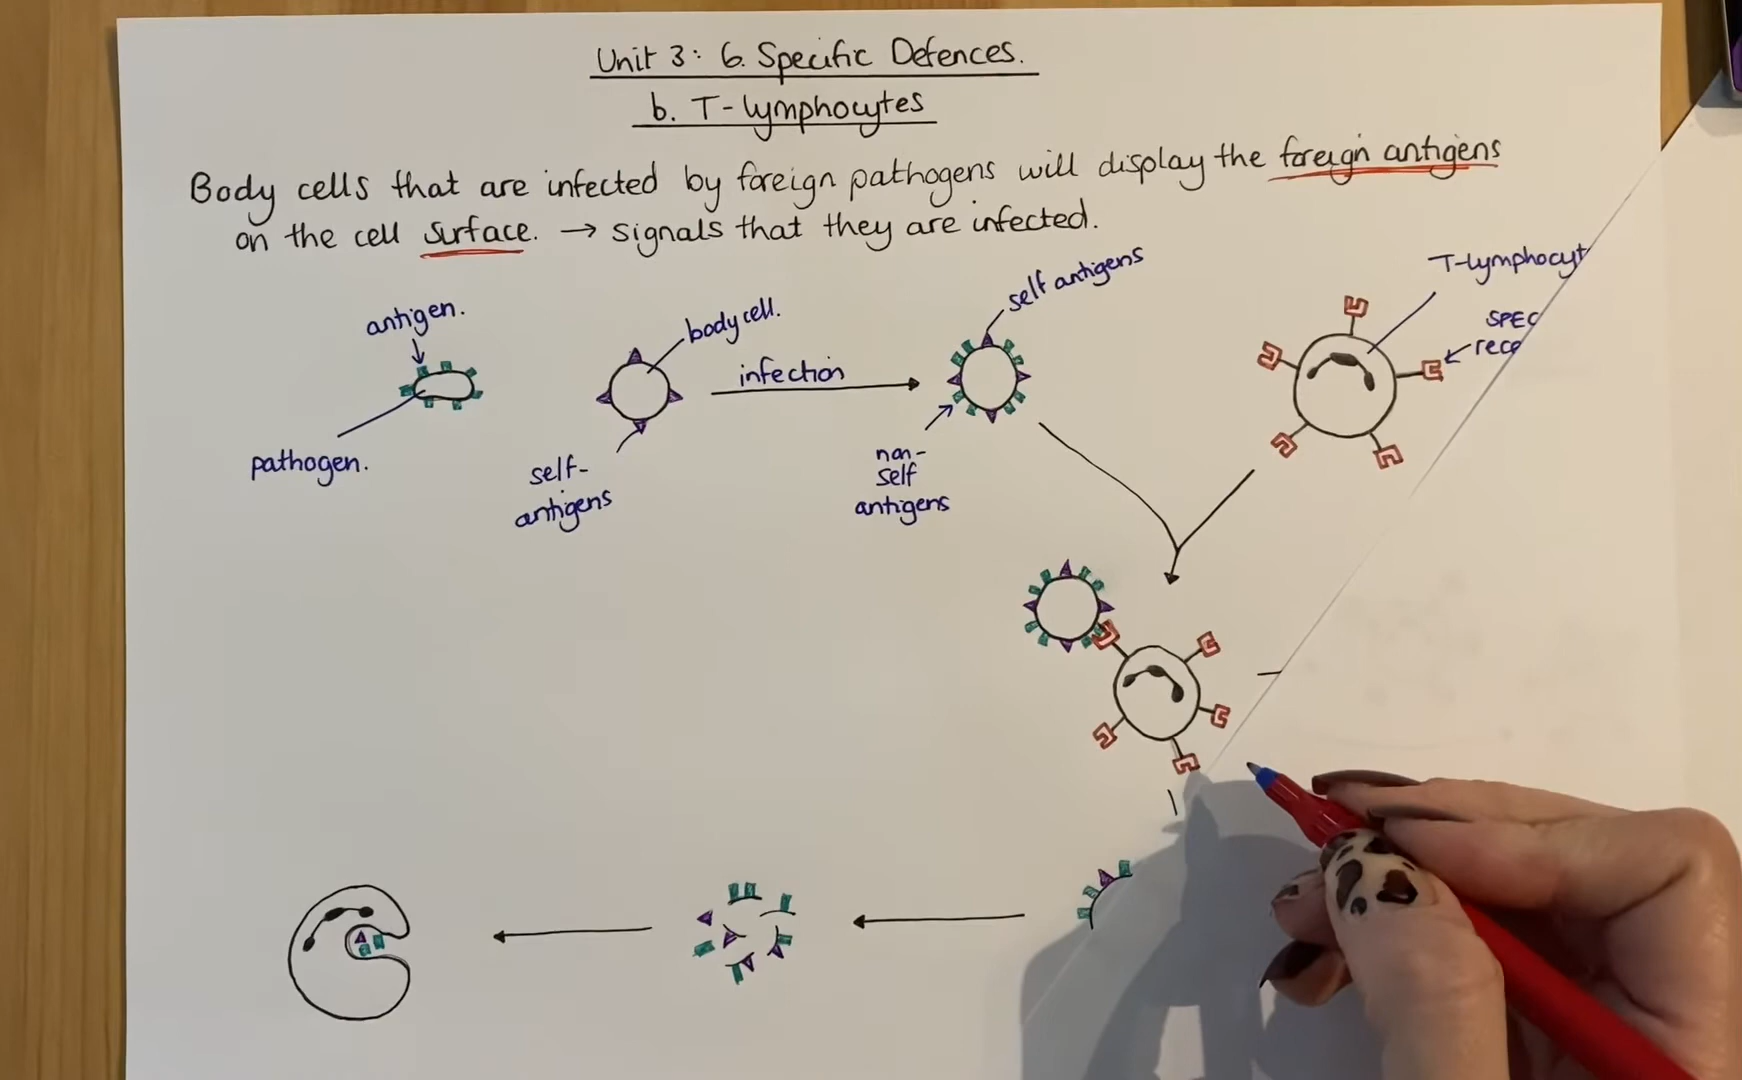 Unit 3: 6. Specific Defences.
b. T-lymphocytes
Body cells that are infected by foreign pathogens will display the foreign antigens
on the cell surface. → signals that they are infected.
antigen.
pathogen.
body cell.
self-
antigens
infection
self antigens
non-
self
antigens
T-lymphocyt
SPEC
rece